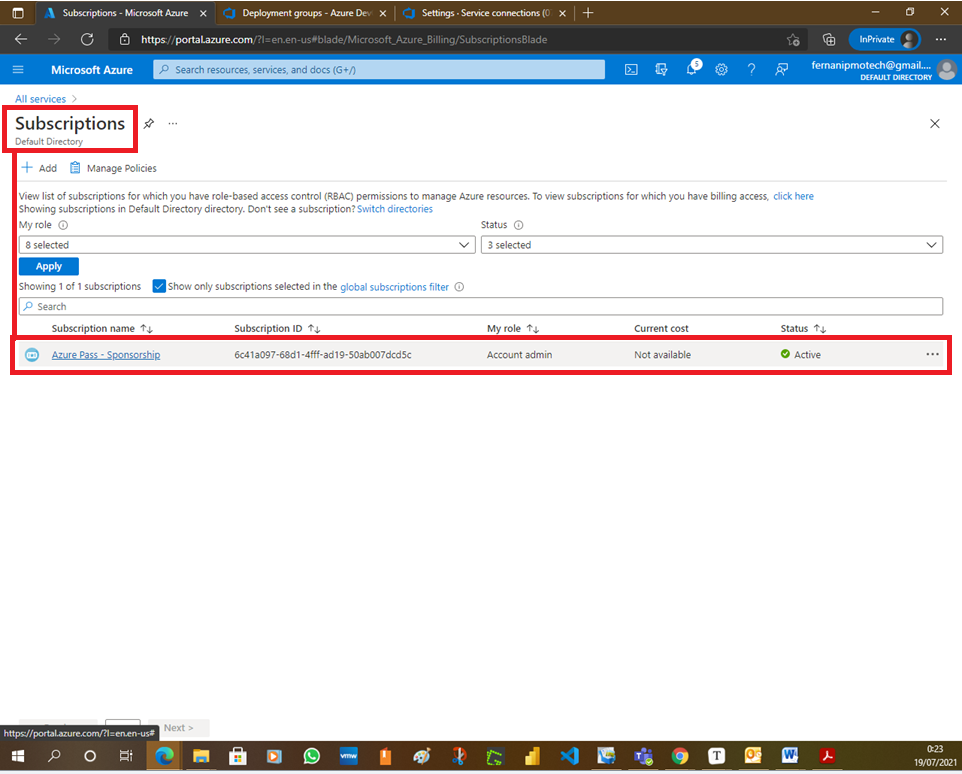 Subscriptions - Microsoft Azure
Deployment groups - Azure Dev
Settings · Service connections (0
https://portal.azure.com/?l=en.en-us#blade/Microsoft_Azure_Billing/SubscriptionsBlade
InPrivate
Microsoft Azure
Search resources, services, and docs (G+/)
5
fernanipmotech@gmail....
DEFAULT DIRECTORY
All services >
Subscriptions
Default Directory
Add
Manage Policies
View list of subscriptions for which you have role-based access control (RBAC) permissions to manage Azure resources. To view subscriptions for which you have billing access, click here
Showing subscriptions in Default Directory directory. Don't see a subscription? Switch directories
My role
Status
8 selected
3 selected
Apply
Showing 1 of 1 subscriptions
Show only subscriptions selected in the global subscriptions filter
Search
Subscription name ↑↓ Subscription ID ↑↓ My role ↑↓ Current cost Status ↑↓
Azure Pass - Sponsorship 6c41a097-68d1-4fff-ad19-50ab007dcd5c Account admin Not available Active
Next >
https://portal.azure.com/?l=en.en-us#
vmw
T
W
0:23
19/07/2021